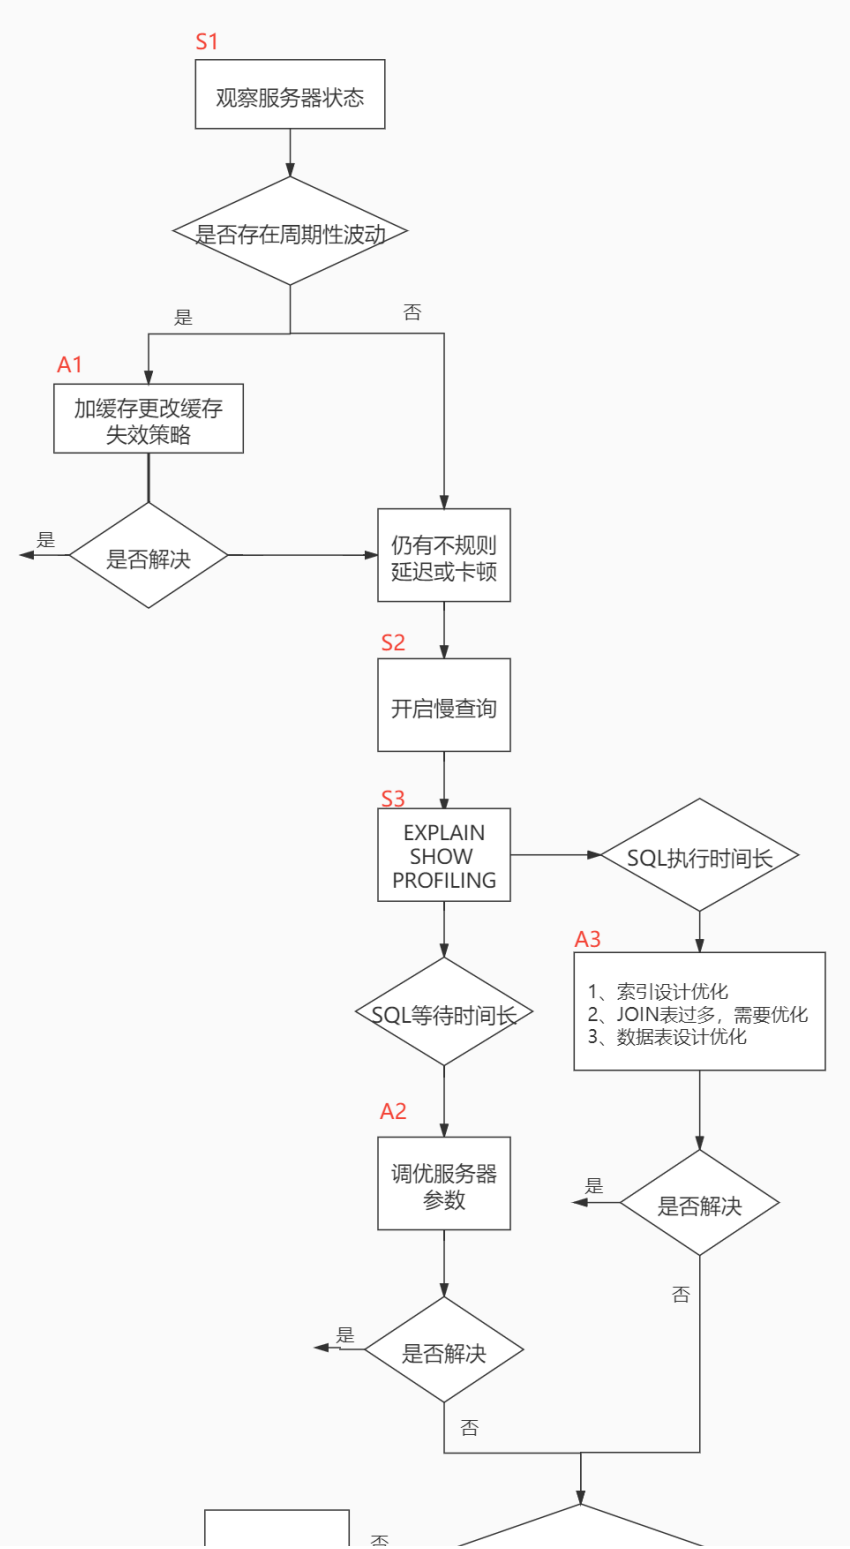 S1
观察服务器状态
是否存在周期性波动
是
否
A1
加缓存更改缓存
失效策略
是
是否解决
仍有不规则
延迟或卡顿
S2
开启慢查询
S3
EXPLAIN
SHOW
PROFILING
SQL执行时间长
A3
1、索引设计优化
2、JOIN表过多，需要优化
3、数据表设计优化
SQL等待时间长
A2
调优服务器
参数
是
是否解决
否
是
是否解决
否
否